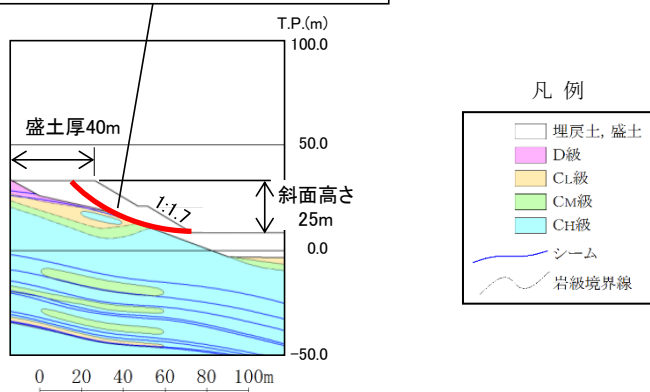 T.P.(m)
100.0
盛土厚40m
50.0
1:1.7
斜面高さ
25m
0.0
-50.0
0 20 40 60 80 100m
凡 例
埋戻土, 盛土
D級
CL級
CM級
CH級
シーム
岩級境界線